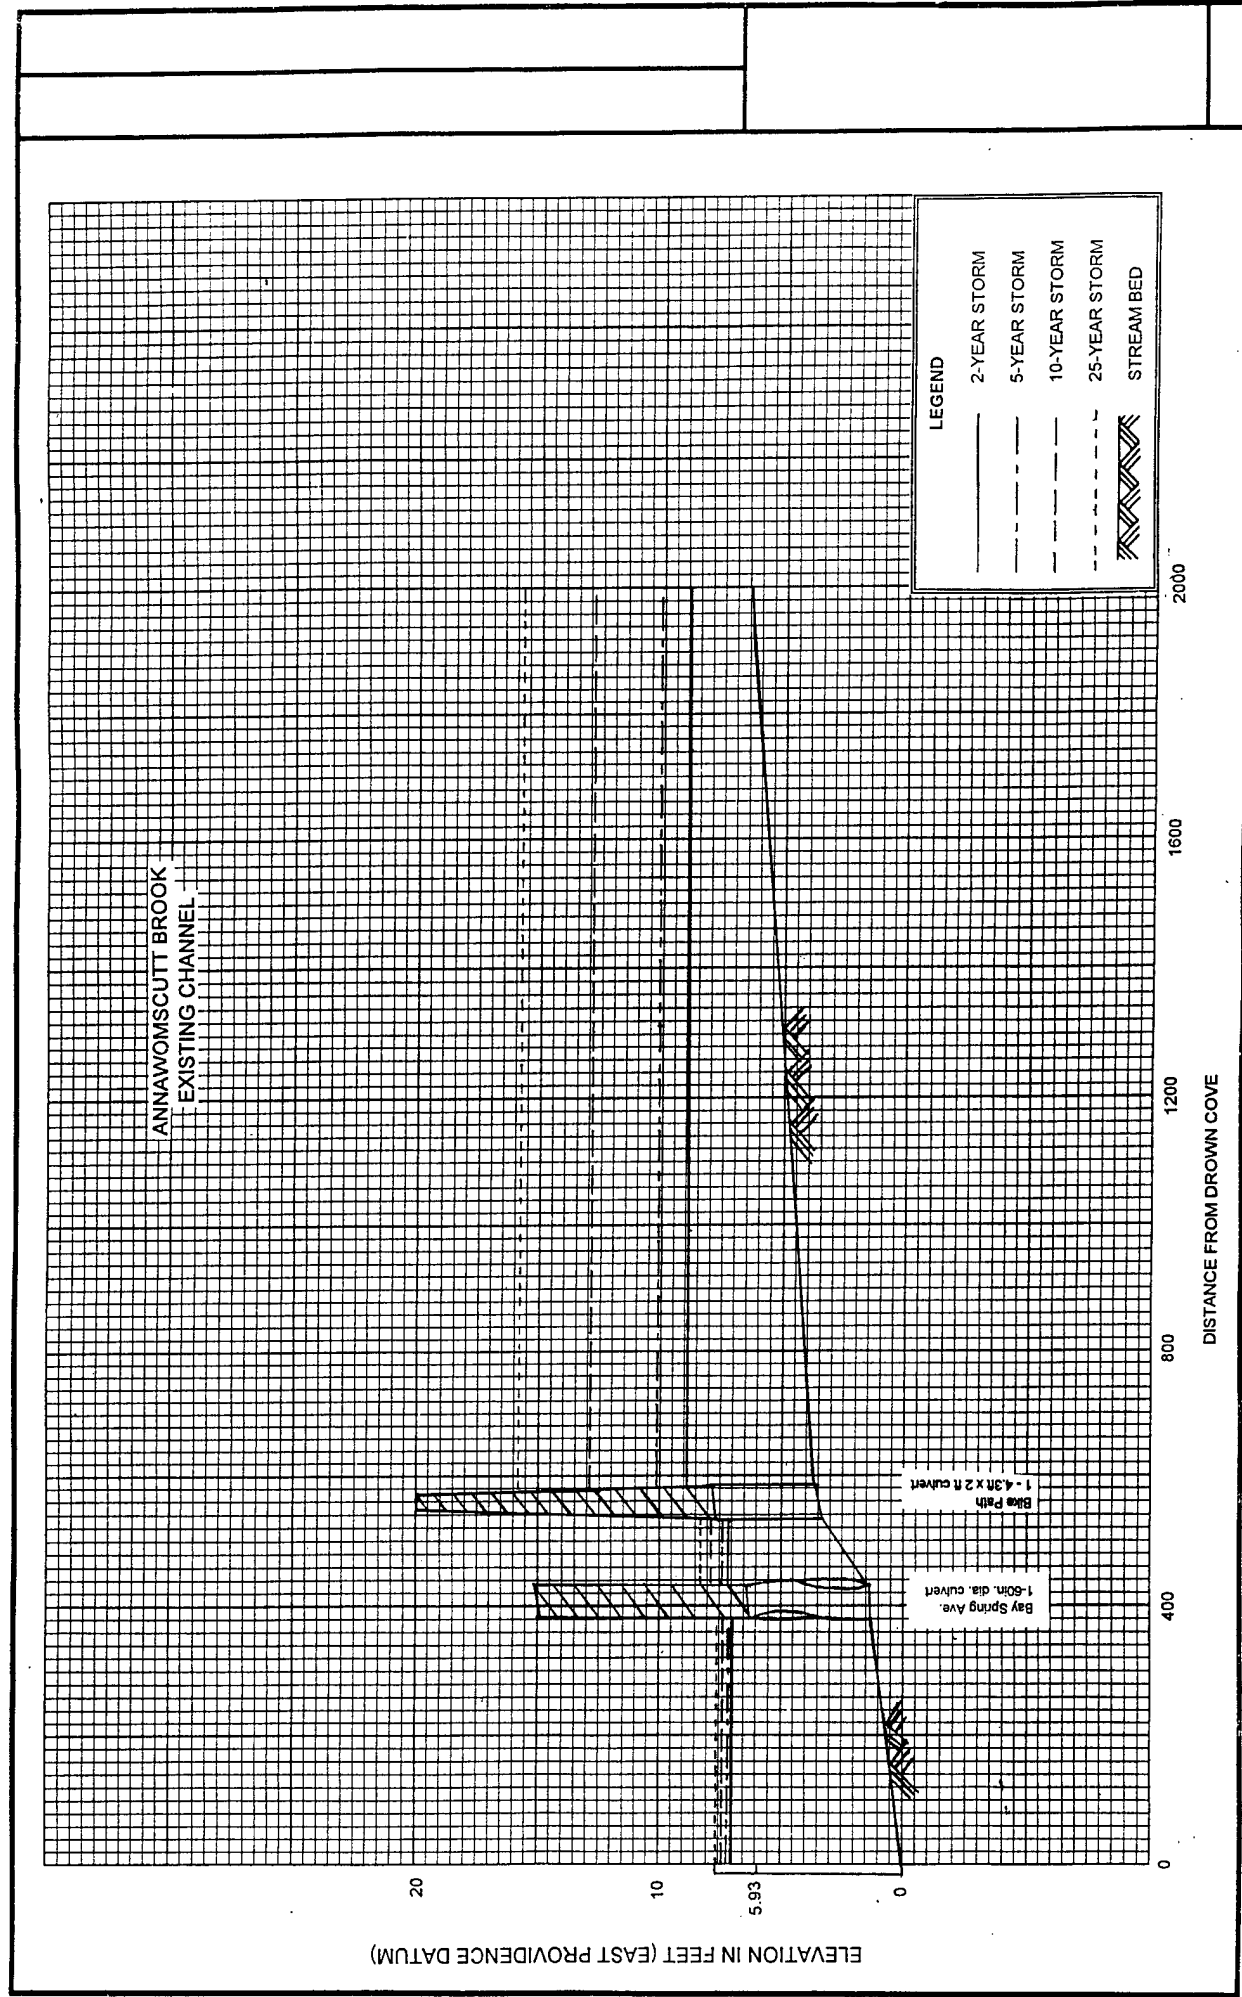 ANNAWOMSCUTT BROOK
EXISTING CHANNEL
ELEVATION IN FEET (EAST PROVIDENCE DATUM)
20
10
5.93
0
Bay Spring Ave.
1-60in. dia. culvert
Bike Path
1 - 4.3ft x 2 ft culvert
0
400
800
1200
1600
2000
DISTANCE FROM DROWN COVE
LEGEND
2-YEAR STORM
5-YEAR STORM
10-YEAR STORM
25-YEAR STORM
STREAM BED